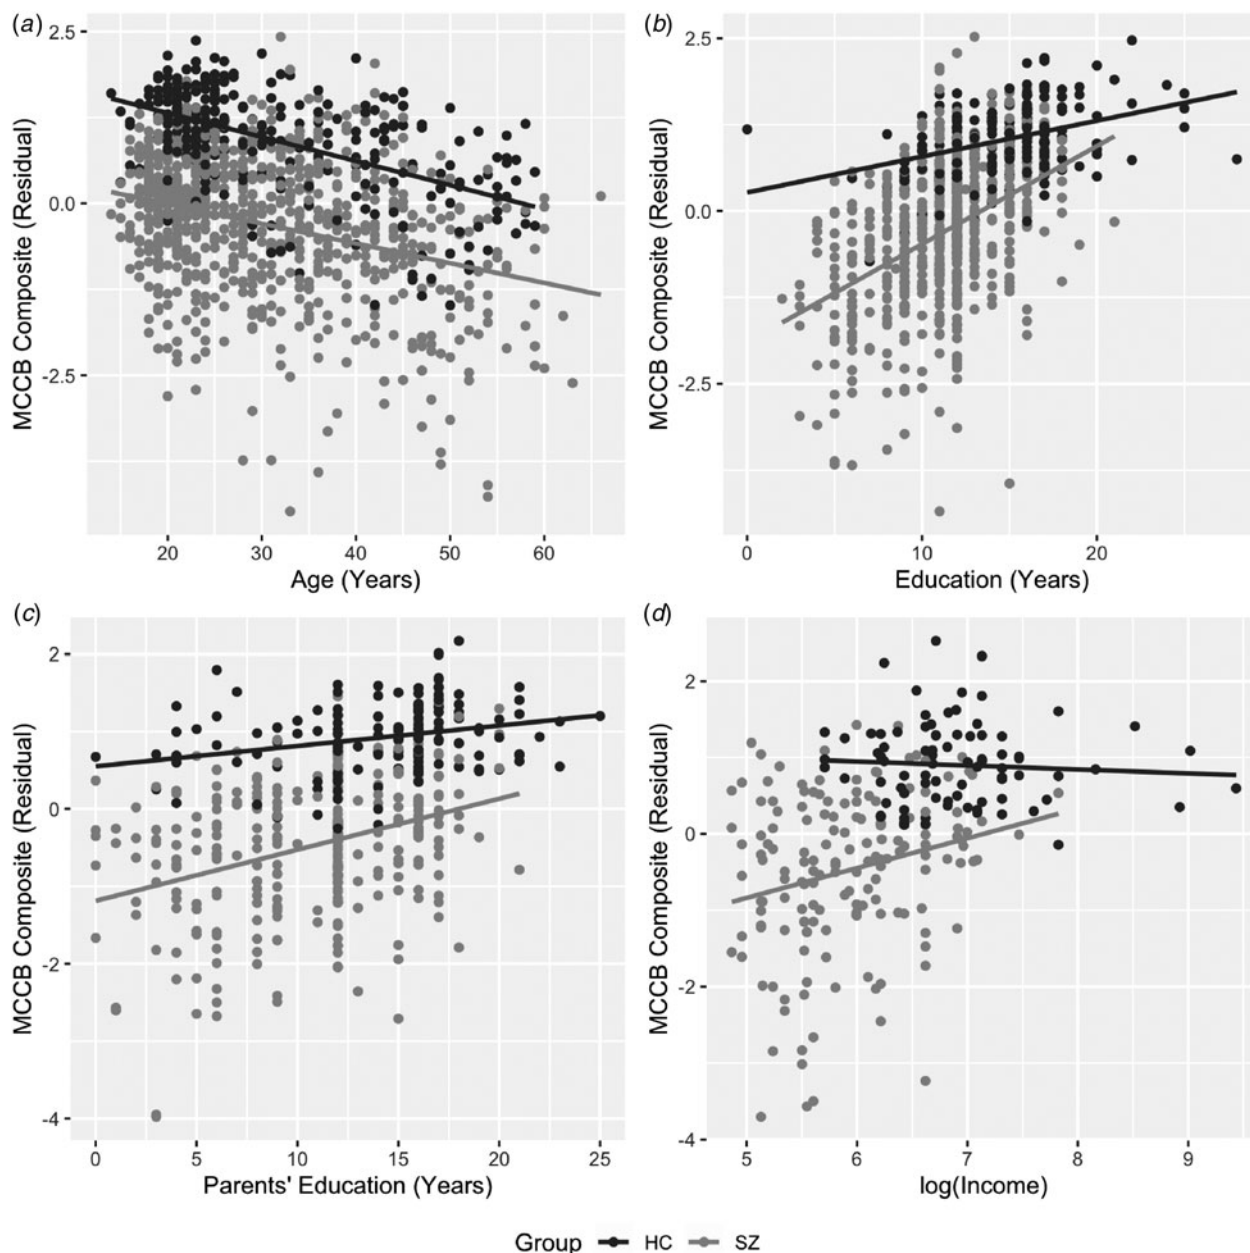 (a)
MCCB Composite (Residual)
2.5
0.0
-2.5
20 30 40 50 60
Age (Years)
(b)
MCCB Composite (Residual)
2.5
0.0
-2.5
0 10 20
Education (Years)
(c)
MCCB Composite (Residual)
2
0
-2
-4
0 5 10 15 20 25
Parents' Education (Years)
(d)
MCCB Composite (Residual)
2
0
-2
-4
5 6 7 8 9
log(Income)
Group HC SZ